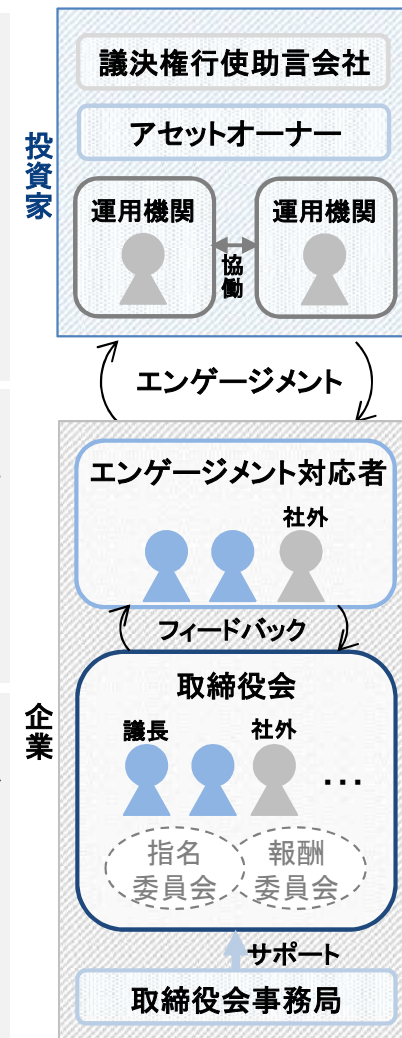 議決権行使助言会社
アセットオーナー
投資家
運用機関
運用機関
協働
エンゲージメント
エンゲージメント対応者
社外
フィードバック
取締役会
企業
議長
社外
...
指名
委員会
報酬
委員会
サポート
取締役会事務局